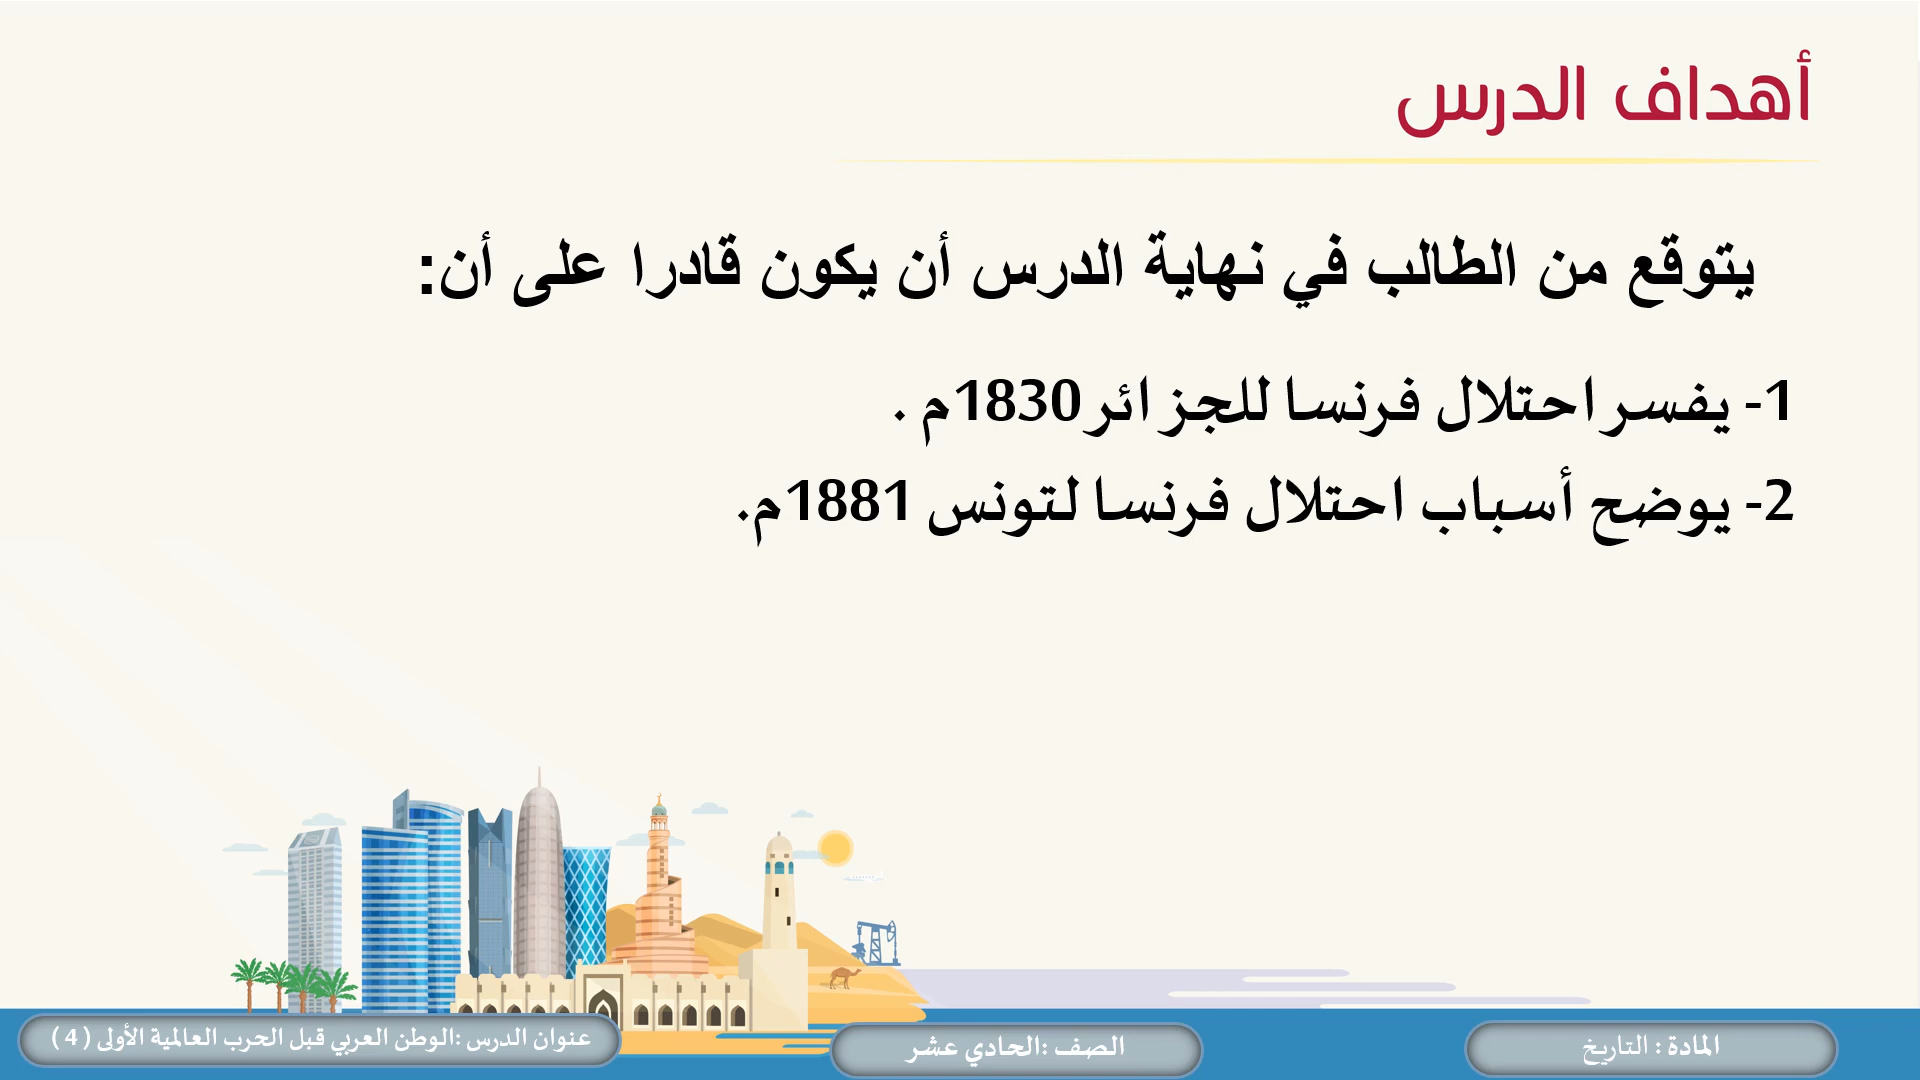 أهداف الدرس
يتوقع من الطالب في نهاية الدرس أن يكون قادرا على أن:
1- يفسر احتلال فرنسا للجزائر 1830م .
2- يوضح أسباب احتلال فرنسا لتونس 1881م.
المادة : التاريخ
الصف :الحادي عشر
عنوان الدرس :الوطن العربي قبل الحرب العالمية الأولى ( 4 )